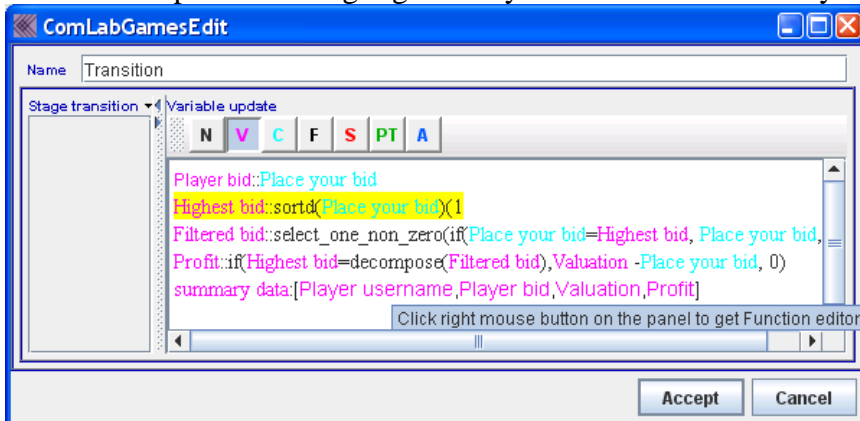 ComLabGamesEdit
Name Transition
Stage transition Variable update
N V C F S PT A
Player bid::Place your bid
Highest bid::sortd(Place your bid)(1
Filtered bid::select_one_non_zero(if(Place your bid=Highest bid, Place your bid,
Profit::if(Highest bid=decompose(Filtered bid),Valuation -Place your bid, 0)
summary data:[Player username,Player bid,Valuation,Profit]
Click right mouse button on the panel to get Function editor
Accept Cancel